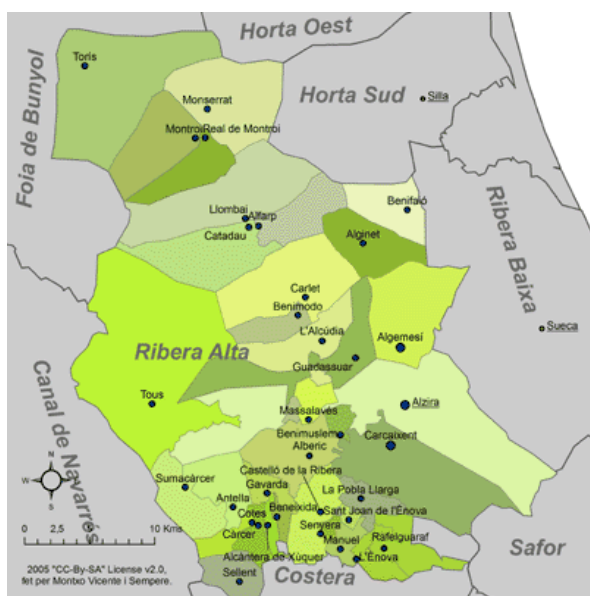 Horta Oest
Torís
Horta Sud
Silla
Monserrat
Foia de Bunyol
Montroi
Real de Montroi
Llombai
Alfarp
Catadau
Benifaió
Alginet
Ribera Baixa
Carlet
Benimodo
L'Alcúdia
Algemesí
Sueca
Ribera Alta
Guadassuar
Canal de Navarrés
Tous
Alzira
Massalavés
Benimuslem
Carcaixent
Alberic
Castelló de la Ribera
Sumacàrcer
Gavarda
La Pobla Llarga
Antella
Beneixida
Sant Joan de l'Ènova
Cotes
Senyera
Càrcer
Manuel
Rafelguaraf
Alcàntera de Xúquer
L'Ènova
Safor
Sellent
Costera
N
W
E
S
0 2,5 5 10 Kms
2005 "CC-By-SA" License v2.0,
fet per Montxo Vicente i Sempere.